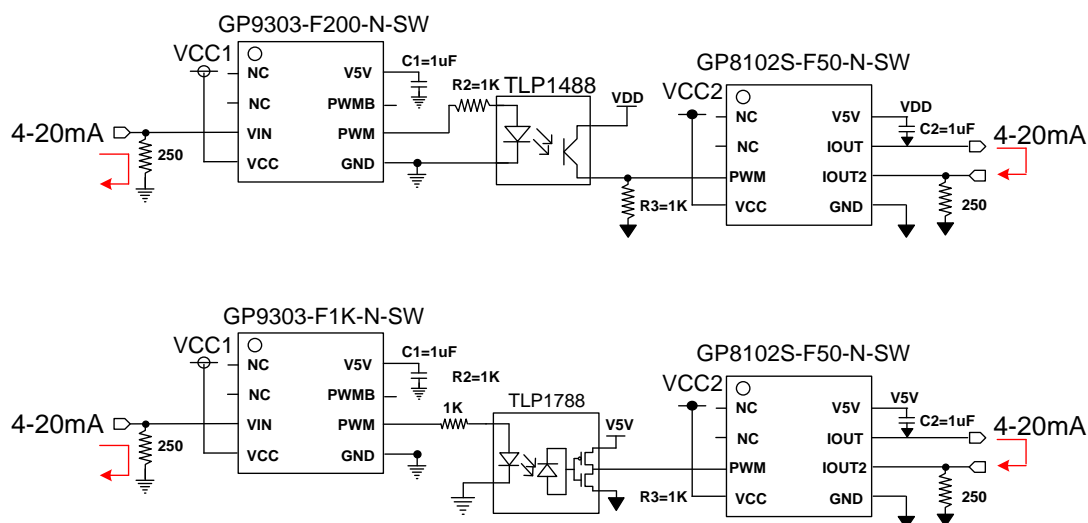 GP9303-F200-N-SW
VCC1
NC
NC
VIN
VCC
V5V
PWMB
PWM
GND
C1=1uF
R2=1K
TLP1488
VDD
4-20mA
250
R3=1K
GP8102S-F50-N-SW
VCC2
NC
NC
PWM
VCC
V5V
IOUT
IOUT2
GND
VDD
C2=1uF
4-20mA
250
GP9303-F1K-N-SW
VCC1
NC
NC
VIN
VCC
V5V
PWMB
PWM
GND
C1=1uF
R2=1K
1K
TLP1788
V5V
4-20mA
250
R3=1K
GP8102S-F50-N-SW
VCC2
NC
NC
PWM
VCC
V5V
IOUT
IOUT2
GND
V5V
C2=1uF
4-20mA
250